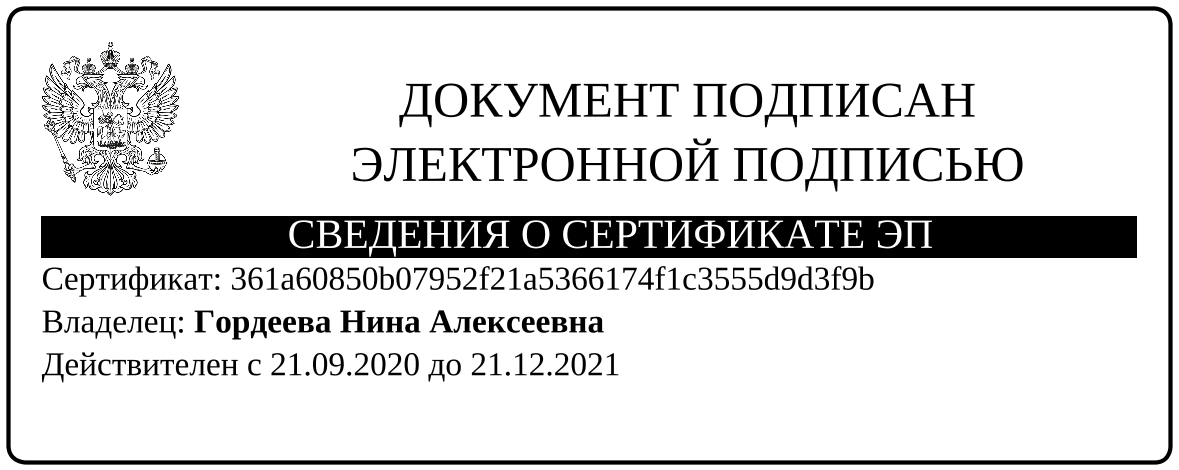 ДОКУМЕНТ ПОДПИСАН
ЭЛЕКТРОННОЙ ПОДПИСЬЮ
СВЕДЕНИЯ О СЕРТИФИКАТЕ ЭП
Сертификат: 361a60850b07952f21a5366174f1c3555d9d3f9b
Владелец: Гордеева Нина Алексеевна
Действителен с 21.09.2020 до 21.12.2021